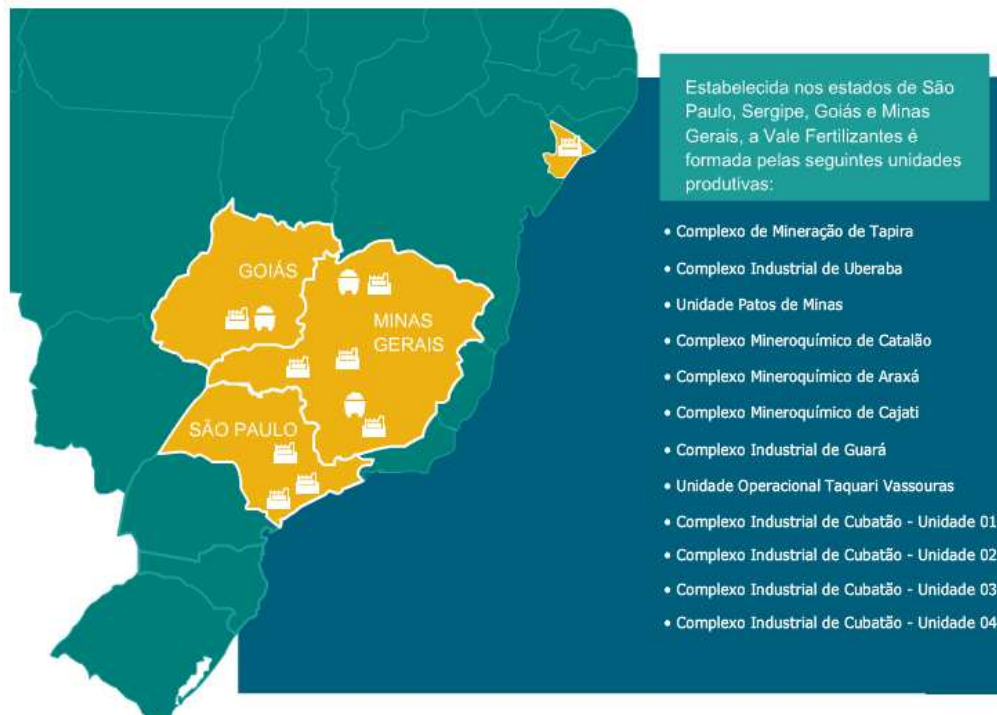 GOIÁS
MINAS
GERAIS
SÃO PAULO
Estabelecida nos estados de São
Paulo, Sergipe, Goiás e Minas
Gerais, a Vale Fertilizantes é
formada pelas seguintes unidades
produtivas:
• Complexo de Mineração de Tapira
• Complexo Industrial de Uberaba
• Unidade Patos de Minas
• Complexo Mineroquímico de Catalão
• Complexo Mineroquímico de Araxá
• Complexo Mineroquímico de Cajati
• Complexo Industrial de Guará
• Unidade Operacional Taquari Vassouras
• Complexo Industrial de Cubatão - Unidade 01
• Complexo Industrial de Cubatão - Unidade 02
• Complexo Industrial de Cubatão - Unidade 03
• Complexo Industrial de Cubatão - Unidade 04